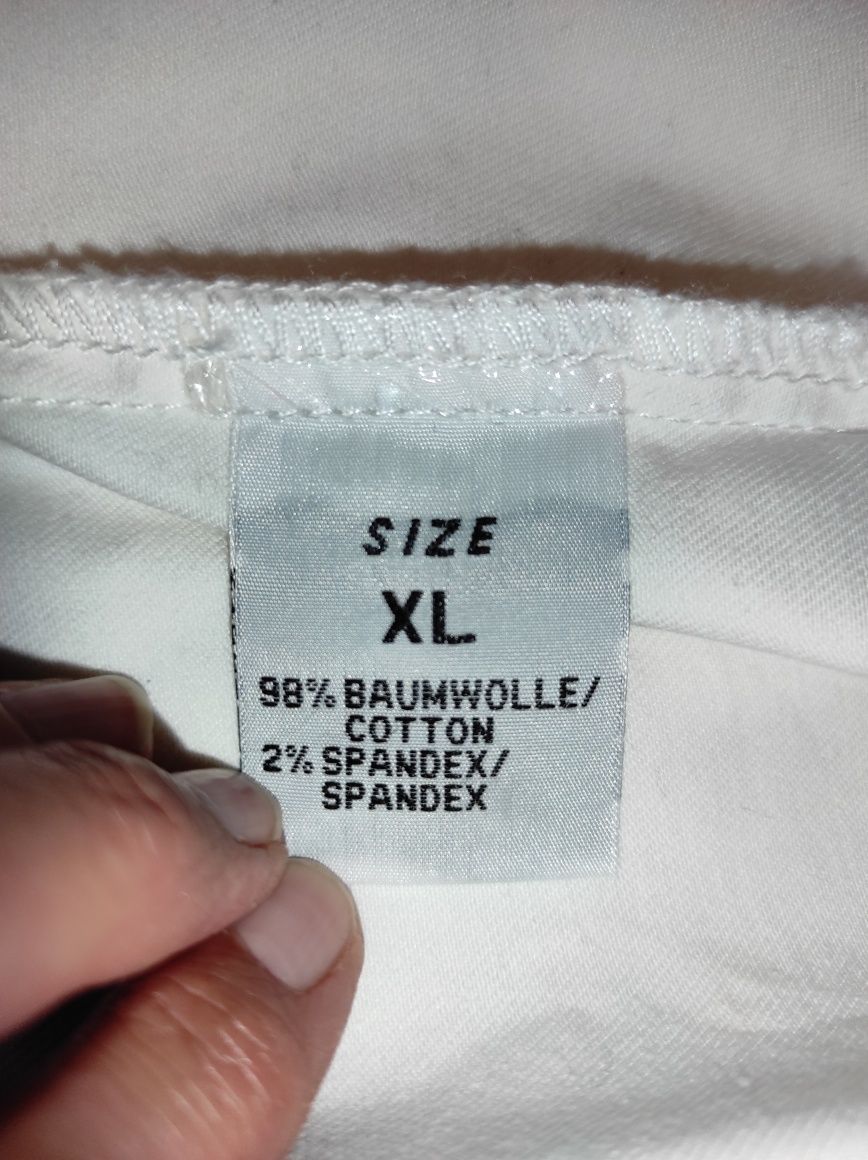 SIZE
XL
98% BAUMWOLLE/
COTTON
2% SPANDEX/
SPANDEX